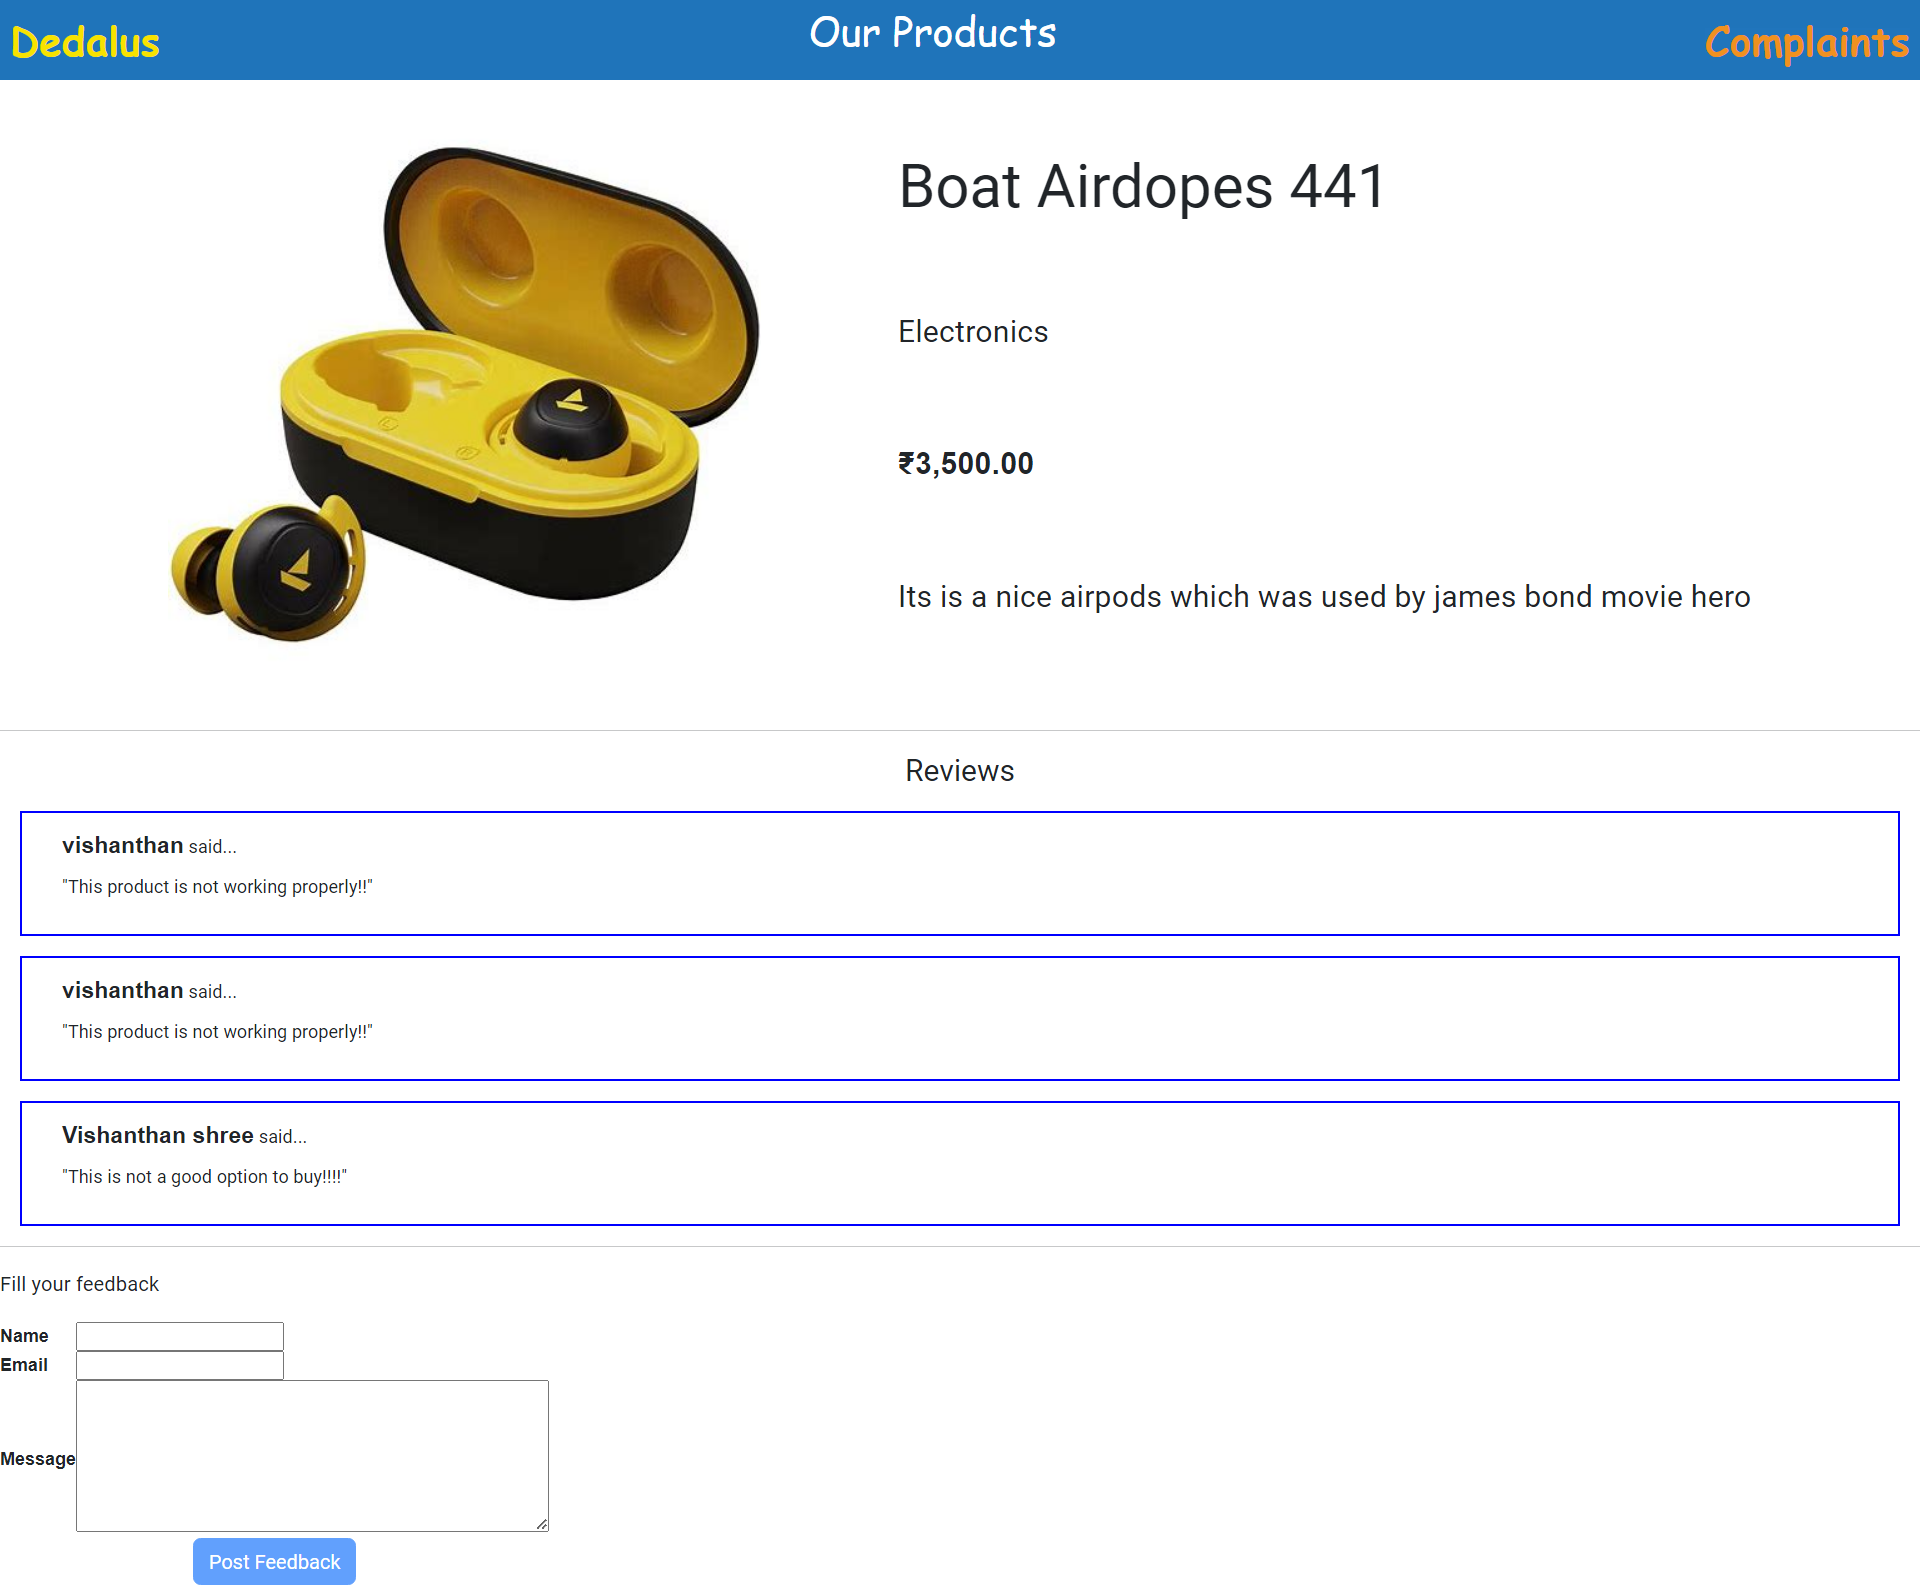 Dedalus
Our Products
Complaints
Boat Airdopes 441
Electronics
₹3,500.00
Its is a nice airpods which was used by james bond movie hero
Reviews
vishanthan said...
"This product is not working properly!!"
vishanthan said...
"This product is not working properly!!"
Vishanthan shree said...
"This is not a good option to buy!!!!"
Fill your feedback
Name
Email
Message
Post Feedback